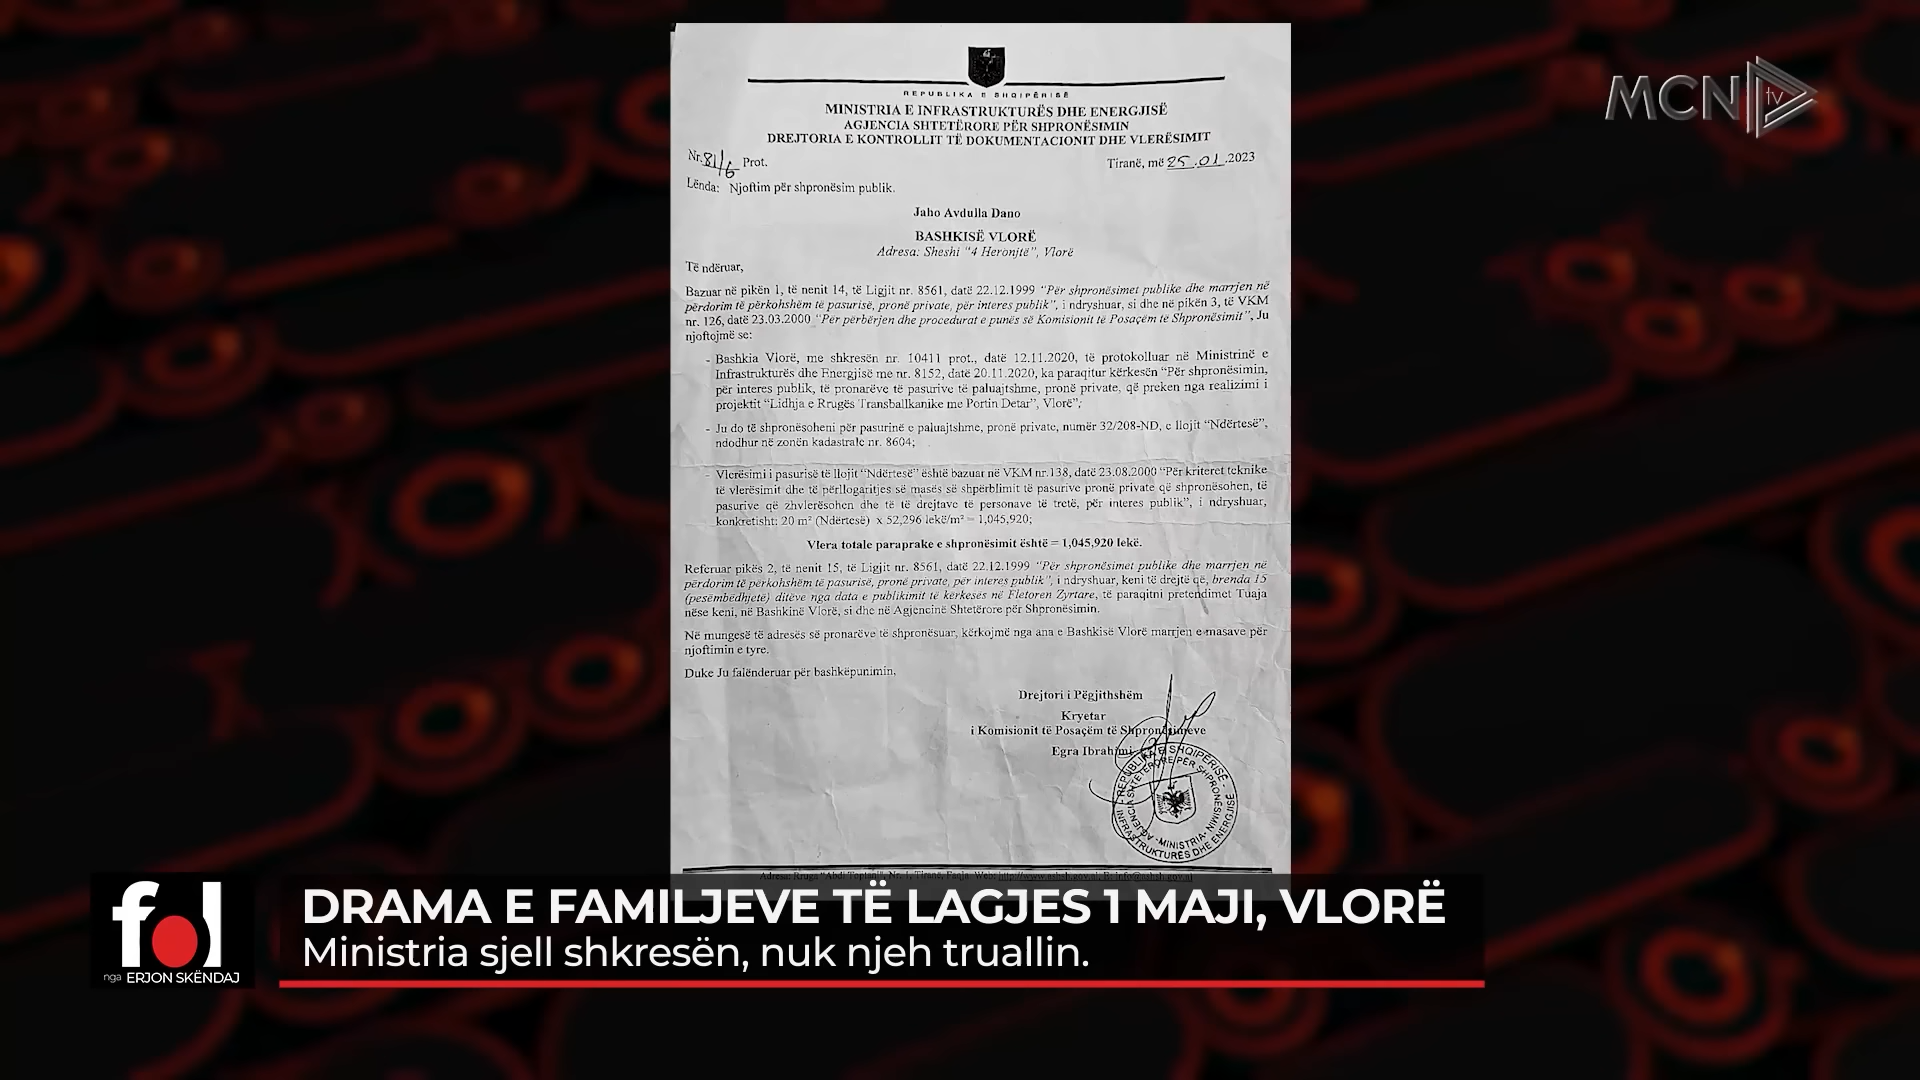 MCN tv
REPUBLIKA E SHQIPËRISË
MINISTRIA E INFRASTRUKTURËS DHE ENERGJISË
AGJENCIA SHTETËRORE PËR SHPRONËSIMIN
DREJTORIA E KONTROLLIT TË DOKUMENTACIONIT DHE VLERËSIMIT
Nr. 81/6 Prot.
Tiranë, më 25.01.2023
Lënda: Njoftim për shpronësim publik.
Jaho Avdulla Dano
BASHKISË VLORË
Adresa: Sheshi "4 Heronjtë", Vlorë
Të ndëruar,
Bazuar në pikën 1, të nenit 14, të Ligjit nr. 8561, datë 22.12.1999 "Për shpronësimet publike dhe marrjen në
përdorim të përkohshëm të pasurisë, pronë private, për interes publik", i ndryshuar, si dhe në pikën 3, të VKM
nr. 126, datë 23.03.2000 "Për përbërjen dhe procedurat e punës së Komisionit të Posaçëm të Shpronësimit", Ju
njoftojmë se:
- Bashkia Vlorë, me shkresën nr. 10411 prot., datë 12.11.2020, të protokolluar në Ministrinë e
Infrastrukturës dhe Energjisë me nr. 8152, datë 20.11.2020, ka paraqitur kërkesën "Për shpronësimin,
për interes publik, të pronarëve të pasurive të paluajtshme, pronë private, që preken nga realizimi i
projektit "Lidhja e Rrugës Transballkanike me Portin Detar", Vlorë";
- Ju do të shpronësoheni për pasurinë e paluajtshme, pronë private, numër 32/208-ND, e llojit "Ndërtesë",
ndodhur në zonën kadastrale nr. 8604;
- Vlerësimi i pasurisë të llojit "Ndërtesë" është bazuar në VKM nr.138, datë 23.08.2000 "Për kriteret teknike
të vlerësimit dhe të përllogaritjes së masës së shpërblimit të pasurive pronë private që shpronësohen, të
pasurive që zhvlerësohen dhe të të drejtave të personave të tretë, për interes publik", i ndryshuar,
konkretisht: 20 m² (Ndërtesë) x 52,296 lekë/m² = 1,045,920;
Vlera totale paraprake e shpronësimit është = 1,045,920 lekë.
Referuar pikës 2, të nenit 15, të Ligjit nr. 8561, datë 22.12.1999 "Për shpronësimet publike dhe marrjen në
përdorim të përkohshëm të pasurisë, pronë private, për interes publik", i ndryshuar, keni të drejtë që, brenda 15
(pesëmbëdhjetë) ditëve nga data e publikimit të kërkesës në Fletoren Zyrtare, të paraqitni pretendimet Tuaja
nëse keni, në Bashkinë Vlorë, si dhe në Agjencinë Shtetërore për Shpronësimin.
Në mungesë të adresës së pronarëve të shpronësuar, kërkojmë nga ana e Bashkisë Vlorë marrjen e masave për
njoftimin e tyre.
Duke Ju falënderuar për bashkëpunimin,
Drejtori i Pëgjithshëm
Kryetar
i Komisionit të Posaçëm të Shpronësimeve
Egra Ibrahimi
REPUBLIKA E SHQIPËRISË
AGJENCIA SHTETËRORE PËR SHPRONËSIMIN
MINISTRIA
INFRASTRUKTURËS DHE ENERGJISË
fol
nga ERJON SKËNDAJ
DRAMA E FAMILJEVE TË LAGJES 1 MAJI, VLORË
Ministria sjell shkresën, nuk njeh truallin.